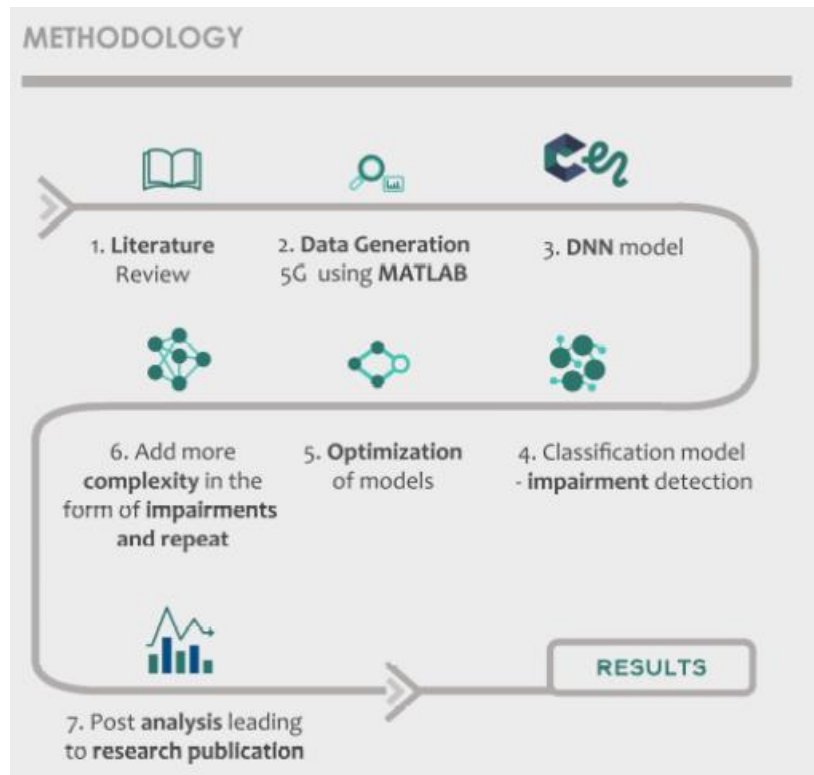 METHODOLOGY
Cen
1. Literature
Review
2. Data Generation
5G using MATLAB
3. DNN model
4. Classification model
- impairment detection
5. Optimization
of models
6. Add more
complexity in the
form of impairments
and repeat
7. Post analysis leading
to research publication
RESULTS